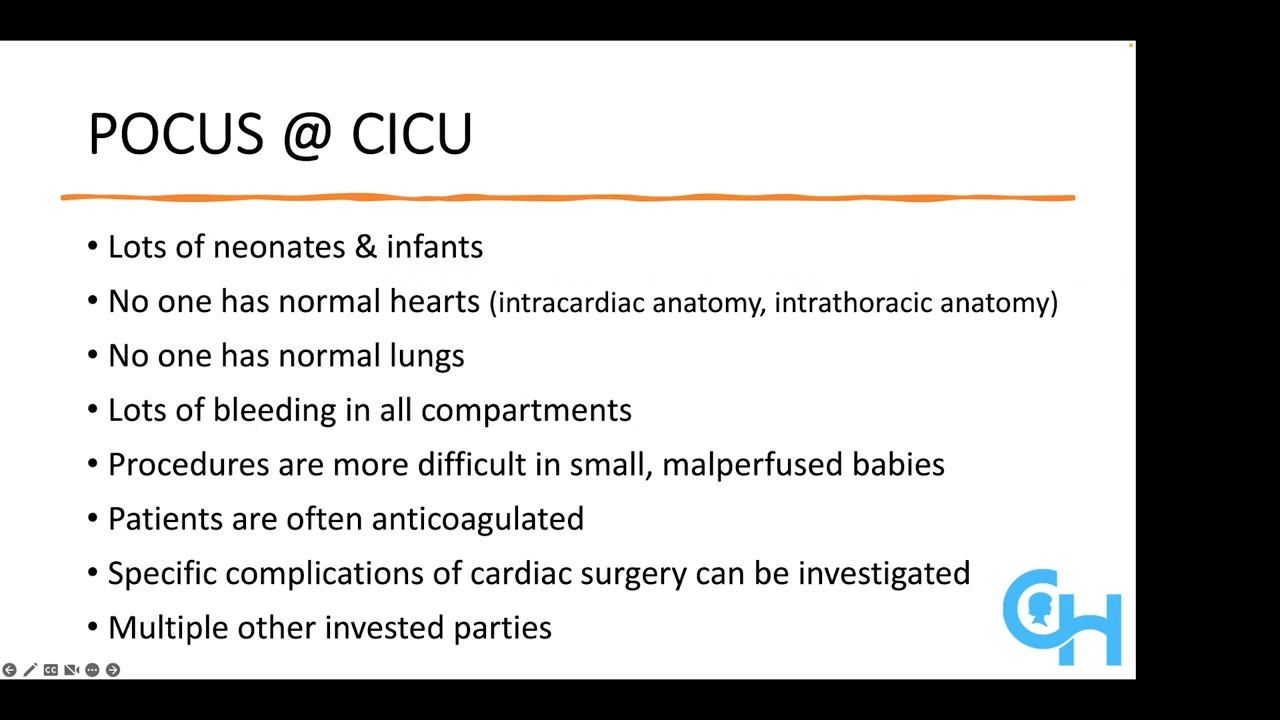 POCUS @ CICU
• Lots of neonates & infants
• No one has normal hearts (intracardiac anatomy, intrathoracic anatomy)
• No one has normal lungs
• Lots of bleeding in all compartments
• Procedures are more difficult in small, malperfused babies
• Patients are often anticoagulated
• Specific complications of cardiac surgery can be investigated
• Multiple other invested parties
CH
CC